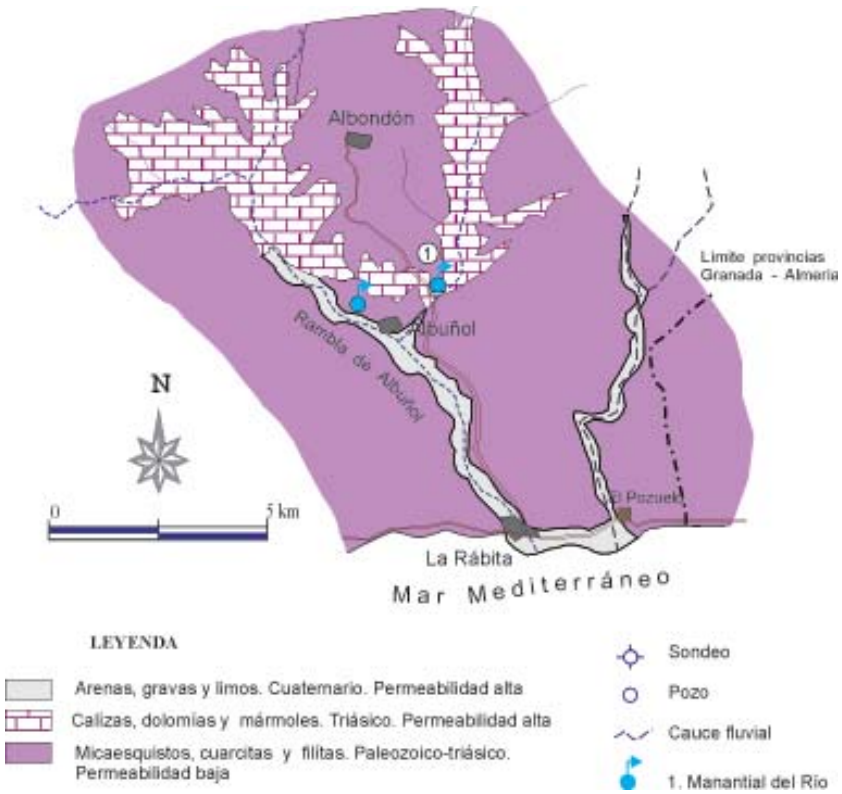 Albondón
1
Límite provincias
Granada - Almería
Albuñol
Rambla de Albuñol
N
0 5 km
El Pozuelo
La Rábita
Mar Mediterráneo
LEYENDA
Arenas, gravas y limos. Cuaternario. Permeabilidad alta
Calizas, dolomías y mármoles. Triásico. Permeabilidad alta
Micaesquistos, cuarcitas y filitas. Paleozoico-triásico.
Permeabilidad baja
Sondeo
Pozo
Cauce fluvial
1. Manantial del Río